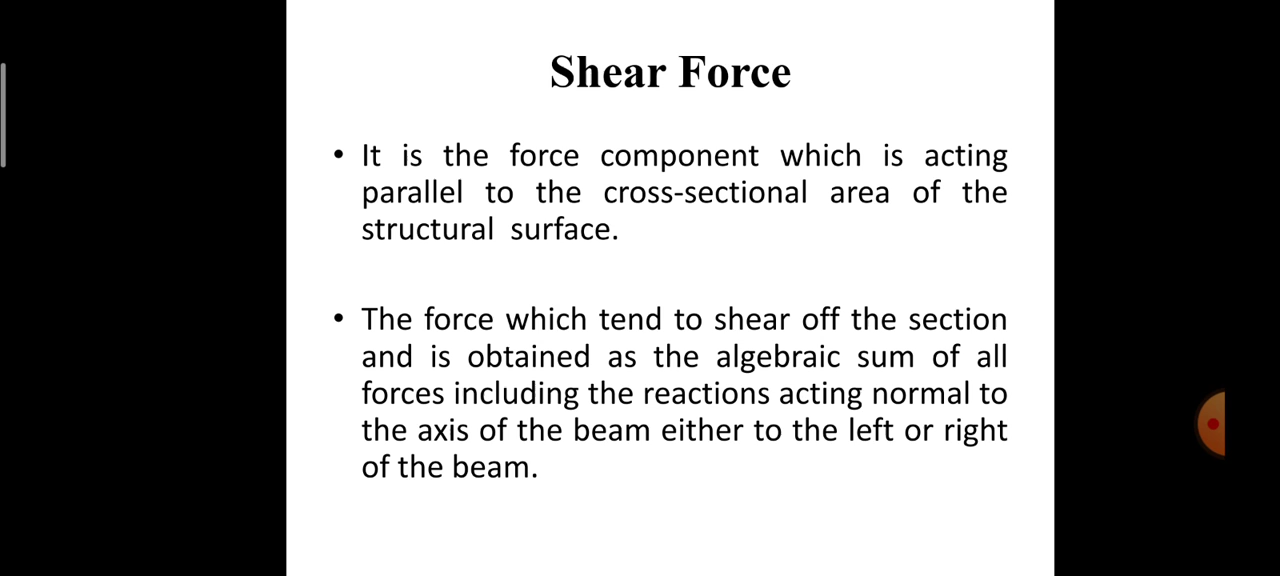 Shear Force
• It is the force component which is acting
parallel to the cross-sectional area of the
structural surface.
• The force which tend to shear off the section
and is obtained as the algebraic sum of all
forces including the reactions acting normal to
the axis of the beam either to the left or right
of the beam.